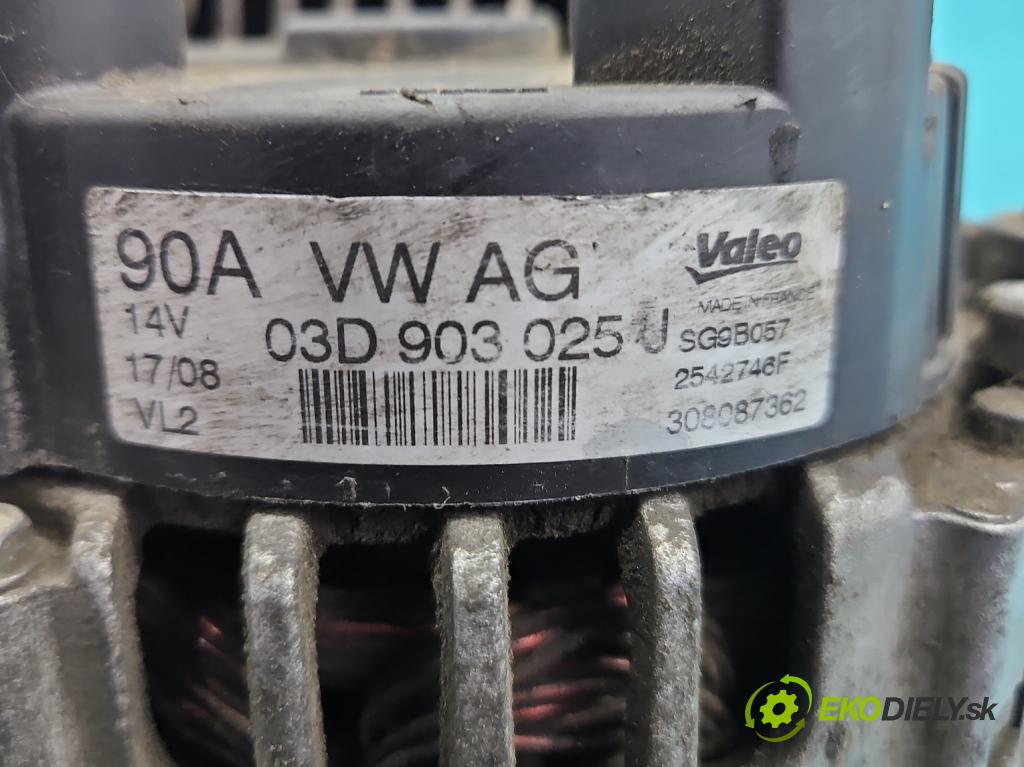 90A VW AG Valeo
MADE IN FRANCE
14V 03D 903 025 J SG9B057
17/08 2542746F
VL2 308087362
EKODIELY.sk